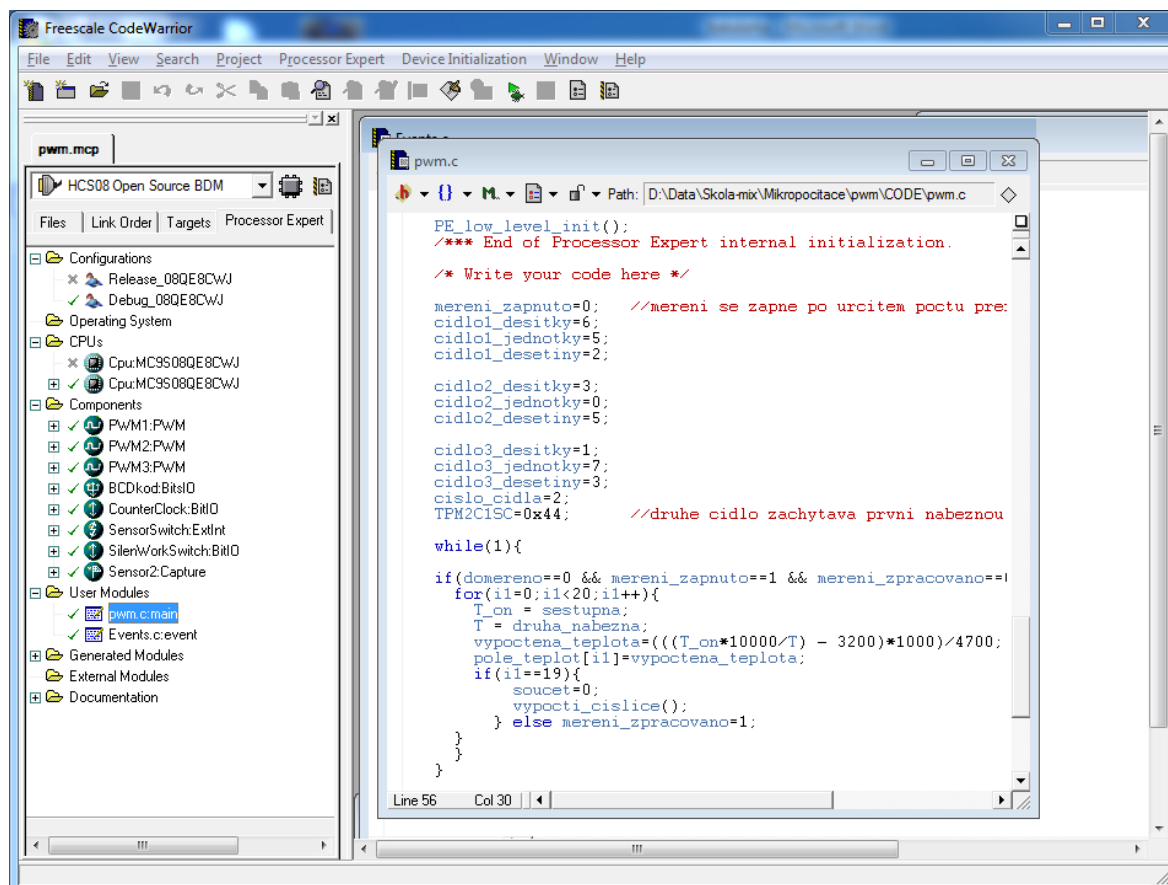 Freescale CodeWarrior
File Edit View Search Project Processor Expert Device Initialization Window Help
pwm.mcp
HCS08 Open Source BDM
Files Link Order Targets Processor Expert
Configurations
Release_08QE8CWJ
Debug_08QE8CWJ
Operating System
CPUs
Cpu:MC9S08QE8CWJ
Cpu:MC9S08QE8CWJ
Components
PWM1:PWM
PWM2:PWM
PWM3:PWM
BCDkod:BitsIO
CounterClock:BitIO
SensorSwitch:ExtInt
SilenWorkSwitch:BitIO
Sensor2:Capture
User Modules
pwm.c:main
Events.c:event
Generated Modules
External Modules
Documentation
pwm.c
Path: D:\Data\Skola-mix\Mikropocitace\pwm\CODE\pwm.c
PE_low_level_init();
/*** End of Processor Expert internal initialization.
/* Write your code here */
mereni_zapnuto=0; //mereni se zapne po urcitem poctu
cidlo1_desitky=6;
cidlo1_jednotky=5;
cidlo1_desetiny=2;
cidlo2_desitky=3;
cidlo2_jednotky=0;
cidlo2_desetiny=5;
cidlo3_desitky=1;
cidlo3_jednotky=7;
cidlo3_desetiny=3;
cislo_cidla=2;
TPM2C1SC=0x44; //druhe cidlo zachytava prvni nabeznou
while(1){
if(domereno==0 && mereni_zapnuto==1 && mereni_zpracovano==
for(i1=0;i1<20;i1++){
T_on = sestupna;
T = druha_nabezna;
vypoctena_teplota=(((T_on*10000/T) - 3200)*1000)/4700;
pole_teplot[i1]=vypoctena_teplota;
if(i1==19){
soucet=0;
vypocti_cislice();
} else mereni_zpracovano=1;
}
}
}
Line 56 Col 30